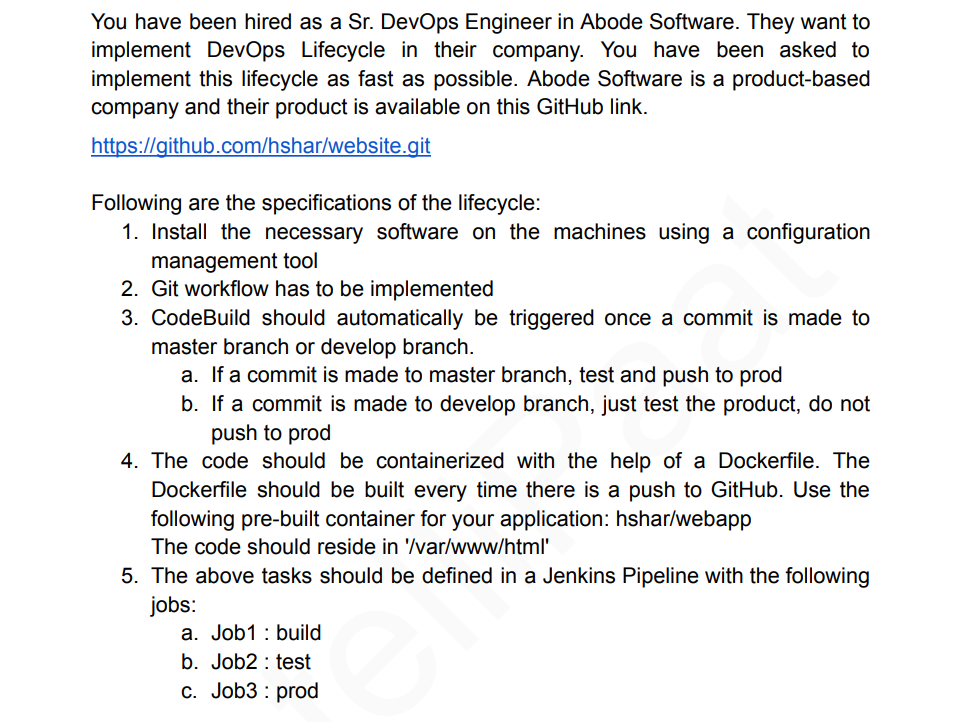 You have been hired as a Sr. DevOps Engineer in Abode Software. They want to
implement DevOps Lifecycle in their company. You have been asked to
implement this lifecycle as fast as possible. Abode Software is a product-based
company and their product is available on this GitHub link.
https://github.com/hshar/website.git
Following are the specifications of the lifecycle:
1. Install the necessary software on the machines using a configuration
management tool
2. Git workflow has to be implemented
3. CodeBuild should automatically be triggered once a commit is made to
master branch or develop branch.
a. If a commit is made to master branch, test and push to prod
b. If a commit is made to develop branch, just test the product, do not
push to prod
4. The code should be containerized with the help of a Dockerfile. The
Dockerfile should be built every time there is a push to GitHub. Use the
following pre-built container for your application: hshar/webapp
The code should reside in '/var/www/html'
5. The above tasks should be defined in a Jenkins Pipeline with the following
jobs:
a. Job1 : build
b. Job2 : test
c. Job3 : prod